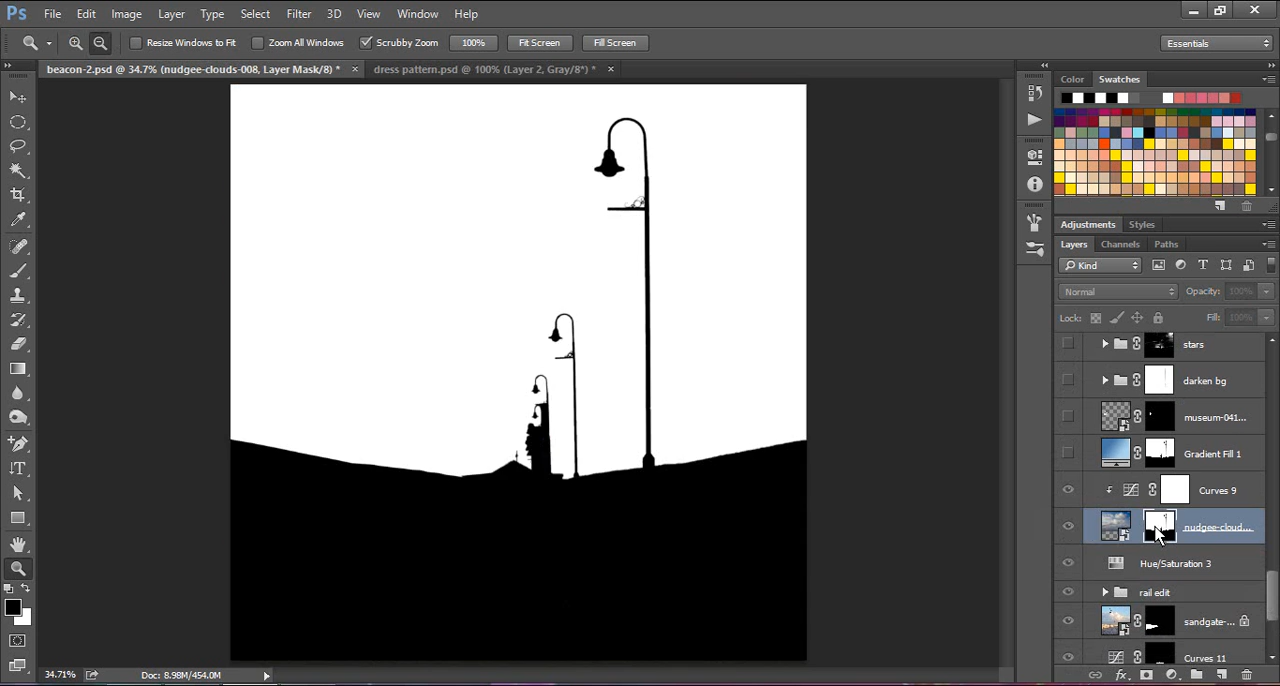 Ps File Edit Image Layer Type Select Filter 3D View Window Help
Resize Windows to Fit Zoom All Windows Scrubby Zoom 100% Fit Screen Fill Screen Essentials
beacon-2.psd @ 34.7% (nudgee-clouds-008, Layer Mask/8) * dress pattern.psd @ 100% (Layer 2, Gray/8*) *
Color Swatches
Adjustments Styles
Layers Channels Paths
Kind
Normal Opacity: 100%
Lock: Fill: 100%
stars
darken bg
museum-041...
Gradient Fill 1
Curves 9
nudgee-cloud...
Hue/Saturation 3
rail edit
sandgate-...
Curves 11
34.71% Doc: 8.98M/454.0M